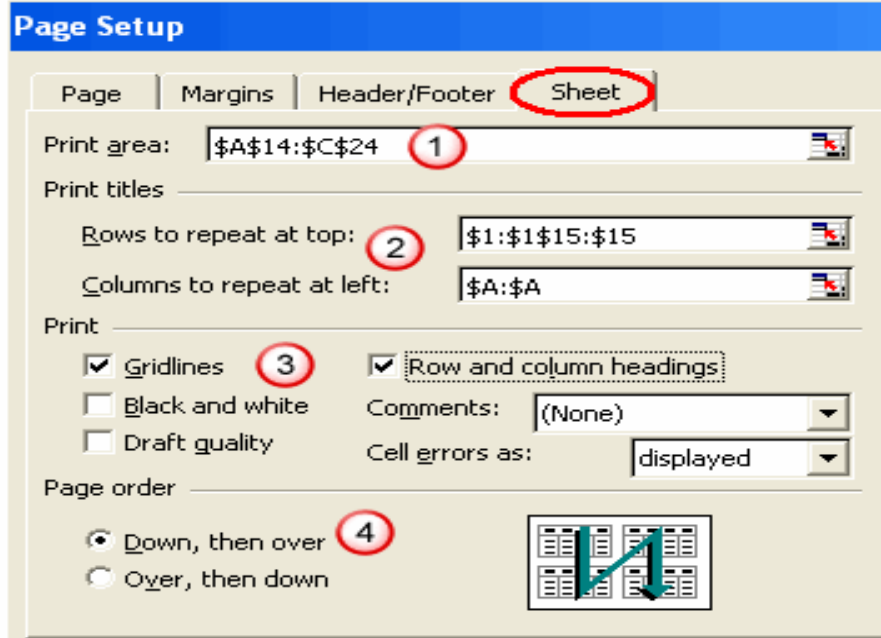 Page Setup
Page Margins Header/Footer Sheet
Print area: $A$14:$C$24 1
Print titles
Rows to repeat at top: 2 $1:$1$15:$15
Columns to repeat at left: $A:$A
Print
Gridlines 3 Row and column headings
Black and white Comments: (None)
Draft quality Cell errors as: displayed
Page order
Down, then over 4
Over, then down